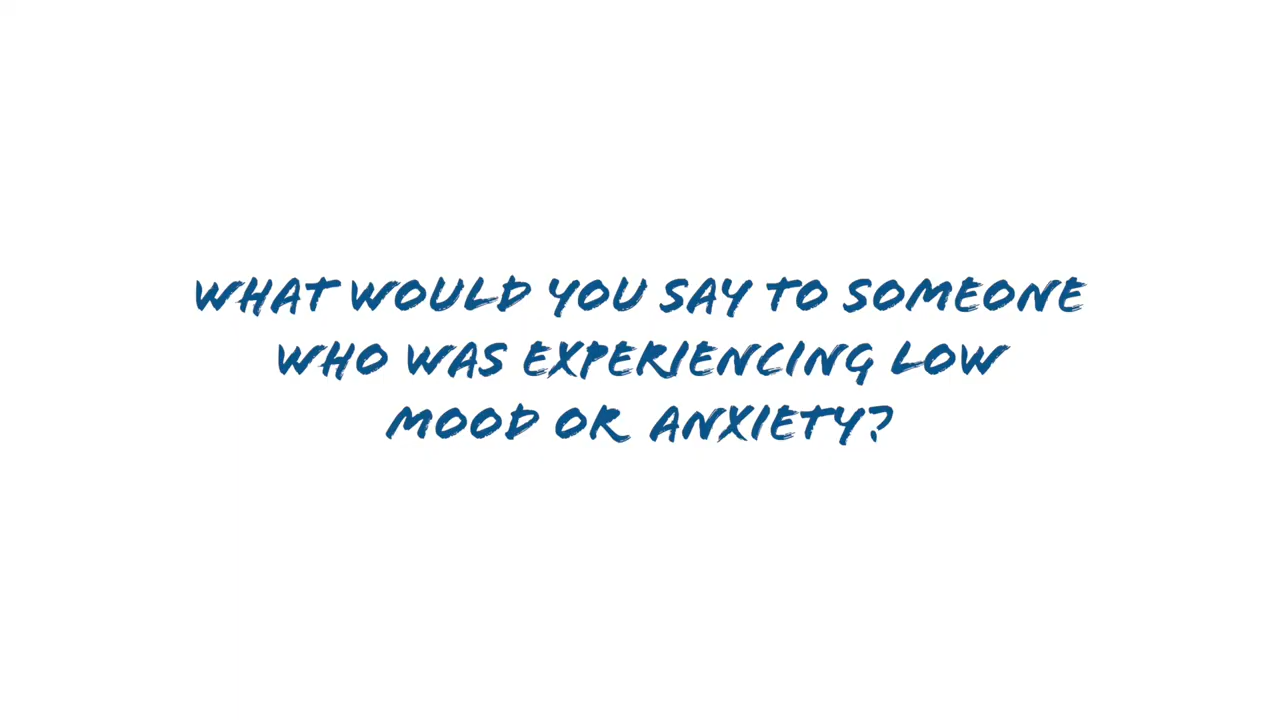 WHAT WOULD YOU SAY TO SOMEONE
WHO WAS EXPERIENCING LOW
MOOD OR ANXIETY?